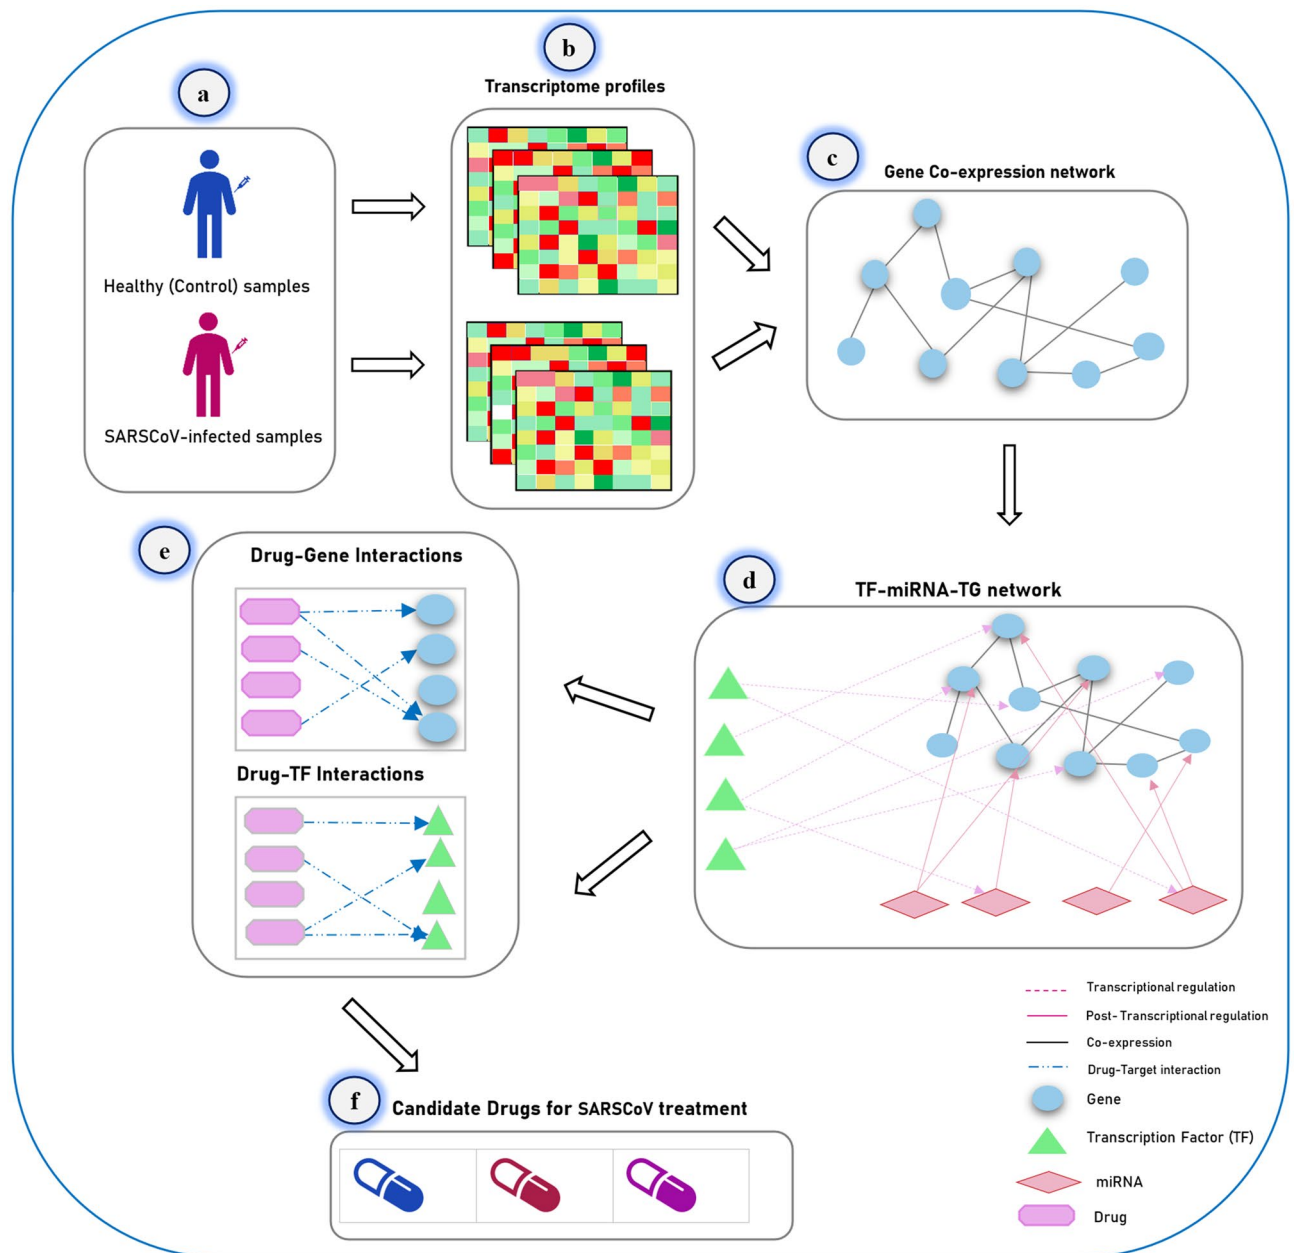 a
Healthy (Control) samples
SARSCoV-infected samples
b
Transcriptome profiles
c
Gene Co-expression network
d
TF-miRNA-TG network
e
Drug-Gene Interactions
Drug-TF Interactions
f
Candidate Drugs for SARSCoV treatment
Transcriptional regulation
Post- Transcriptional regulation
Co-expression
Drug-Target interaction
Gene
Transcription Factor (TF)
miRNA
Drug